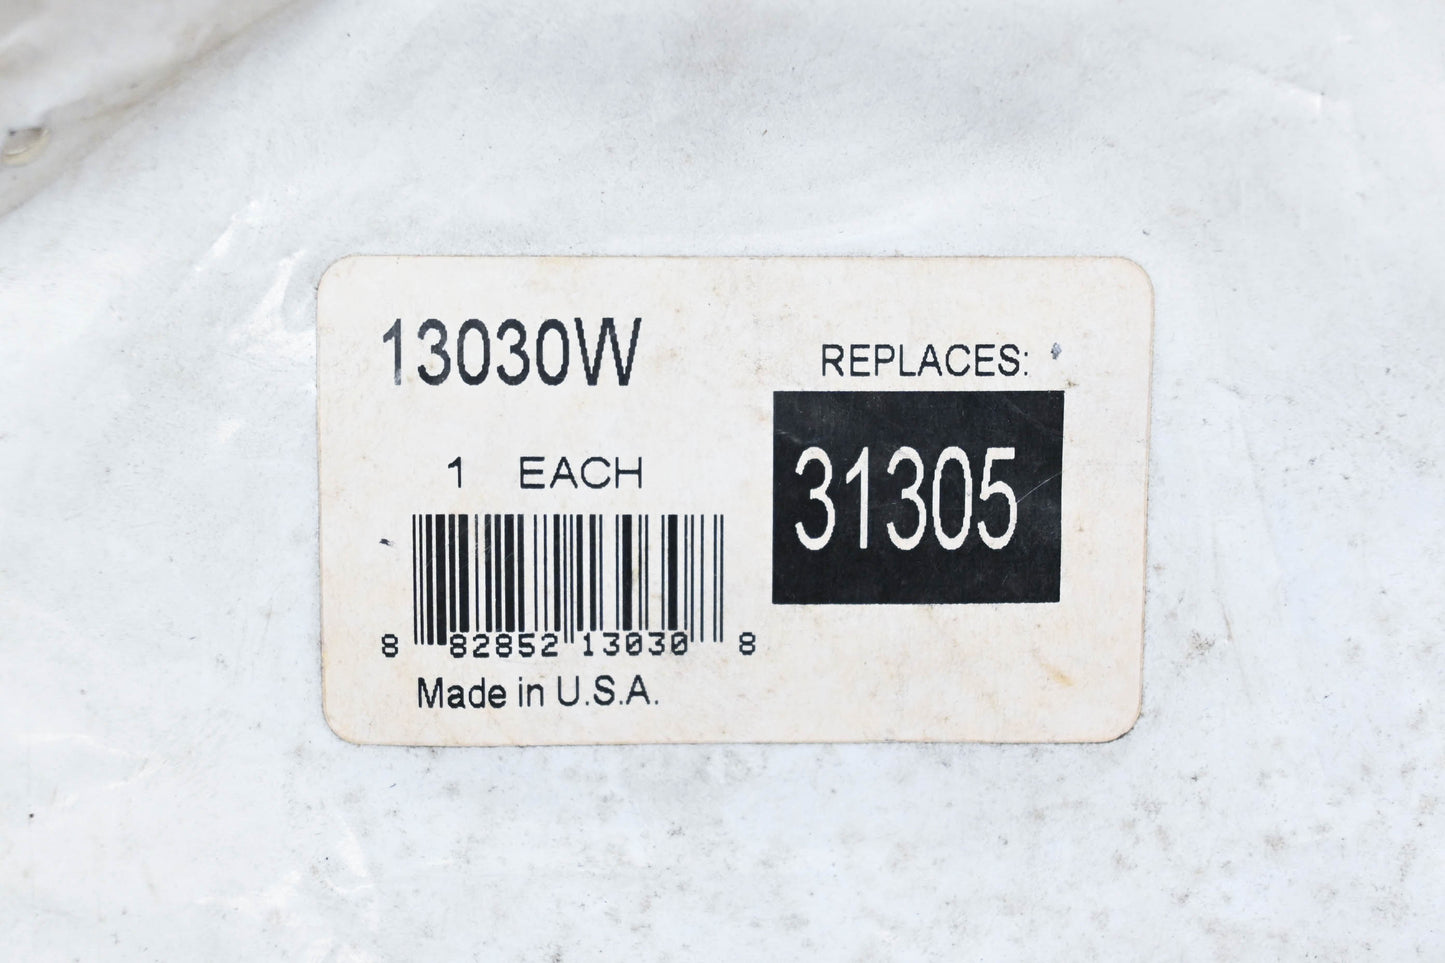 13030W
1 EACH
8 82852 13030 8
Made in U.S.A.
REPLACES:
31305